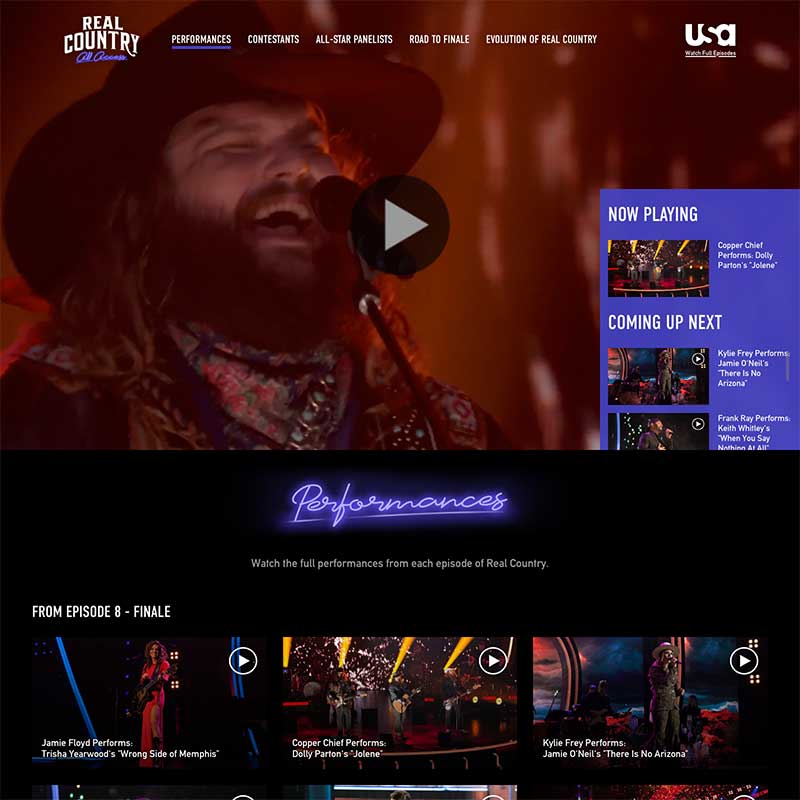 REAL
COUNTRY
All Access
PERFORMANCES
CONTESTANTS
ALL-STAR PANELISTS
ROAD TO FINALE
EVOLUTION OF REAL COUNTRY
usa
Watch Full Episodes
NOW PLAYING
Copper Chief
Performs: Dolly
Parton's "Jolene"
COMING UP NEXT
Kylie Frey Performs:
Jamie O'Neil's
"There Is No
Arizona"
Frank Ray Performs:
Keith Whitley's
"When You Say
Nothing At All"
Performances
Watch the full performances from each episode of Real Country.
FROM EPISODE 8 - FINALE
Jamie Floyd Performs:
Trisha Yearwood's "Wrong Side of Memphis"
Copper Chief Performs:
Dolly Parton's "Jolene"
Kylie Frey Performs:
Jamie O'Neil's "There Is No Arizona"